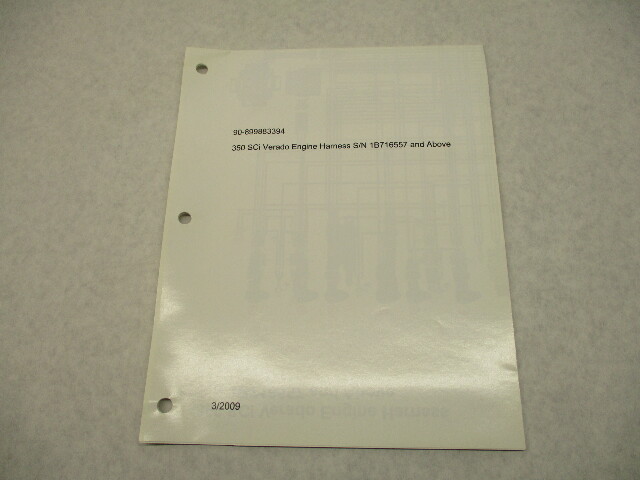 90-899883394
350 SCi Verado Engine Harness S/N 1B716557 and Above
3/2009